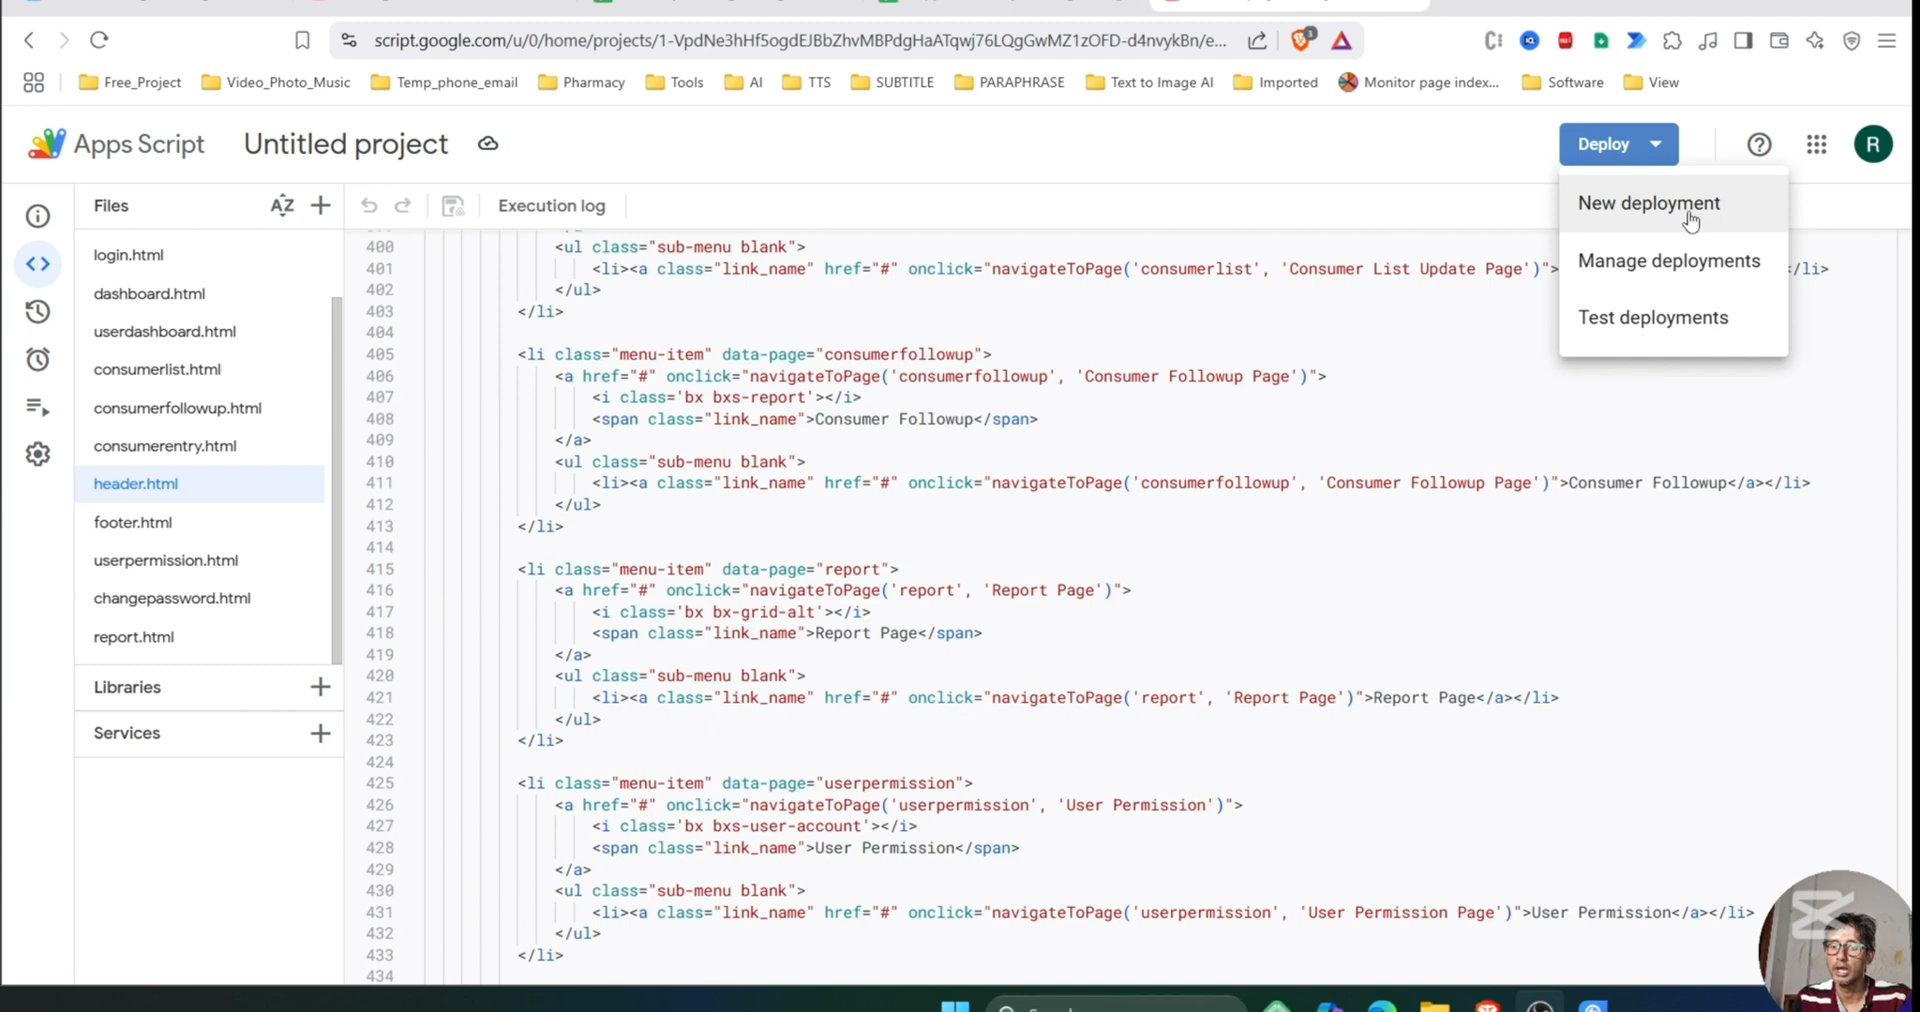 script.google.com/u/0/home/projects/1-VpdNe3hHf5ogdEJBbZhvMBPdgHaATqwj76LQgGwMZ1zOFD-d4nvykBn/e...
Free_Project
Video_Photo_Music
Temp_phone_email
Pharmacy
Tools
AI
TTS
SUBTITLE
PARAPHRASE
Text to Image AI
Imported
Monitor page index...
Software
View
Apps Script
Untitled project
Deploy
R
New deployment
Manage deployments
Test deployments
Files
AZ
Execution log
login.html
dashboard.html
userdashboard.html
consumerlist.html
consumerfollowup.html
consumerentry.html
header.html
footer.html
userpermission.html
changepassword.html
report.html
Libraries
Services
400 <ul class="sub-menu blank">
401 <li><a class="link_name" href="#" onclick="navigateToPage('consumerlist', 'Consumer List Update Page')"> </li>
402 </ul>
403 </li>
404
405 <li class="menu-item" data-page="consumerfollowup">
406 <a href="#" onclick="navigateToPage('consumerfollowup', 'Consumer Followup Page')">
407 <i class='bx bxs-report'></i>
408 <span class="link_name">Consumer Followup</span>
409 </a>
410 <ul class="sub-menu blank">
411 <li><a class="link_name" href="#" onclick="navigateToPage('consumerfollowup', 'Consumer Followup Page')">Consumer Followup</a></li>
412 </ul>
413 </li>
414
415 <li class="menu-item" data-page="report">
416 <a href="#" onclick="navigateToPage('report', 'Report Page')">
417 <i class='bx bx-grid-alt'></i>
418 <span class="link_name">Report Page</span>
419 </a>
420 <ul class="sub-menu blank">
421 <li><a class="link_name" href="#" onclick="navigateToPage('report', 'Report Page')">Report Page</a></li>
422 </ul>
423 </li>
424
425 <li class="menu-item" data-page="userpermission">
426 <a href="#" onclick="navigateToPage('userpermission', 'User Permission')">
427 <i class='bx bxs-user-account'></i>
428 <span class="link_name">User Permission</span>
429 </a>
430 <ul class="sub-menu blank">
431 <li><a class="link_name" href="#" onclick="navigateToPage('userpermission', 'User Permission Page')">User Permission</a></li>
432 </ul>
433 </li>
434